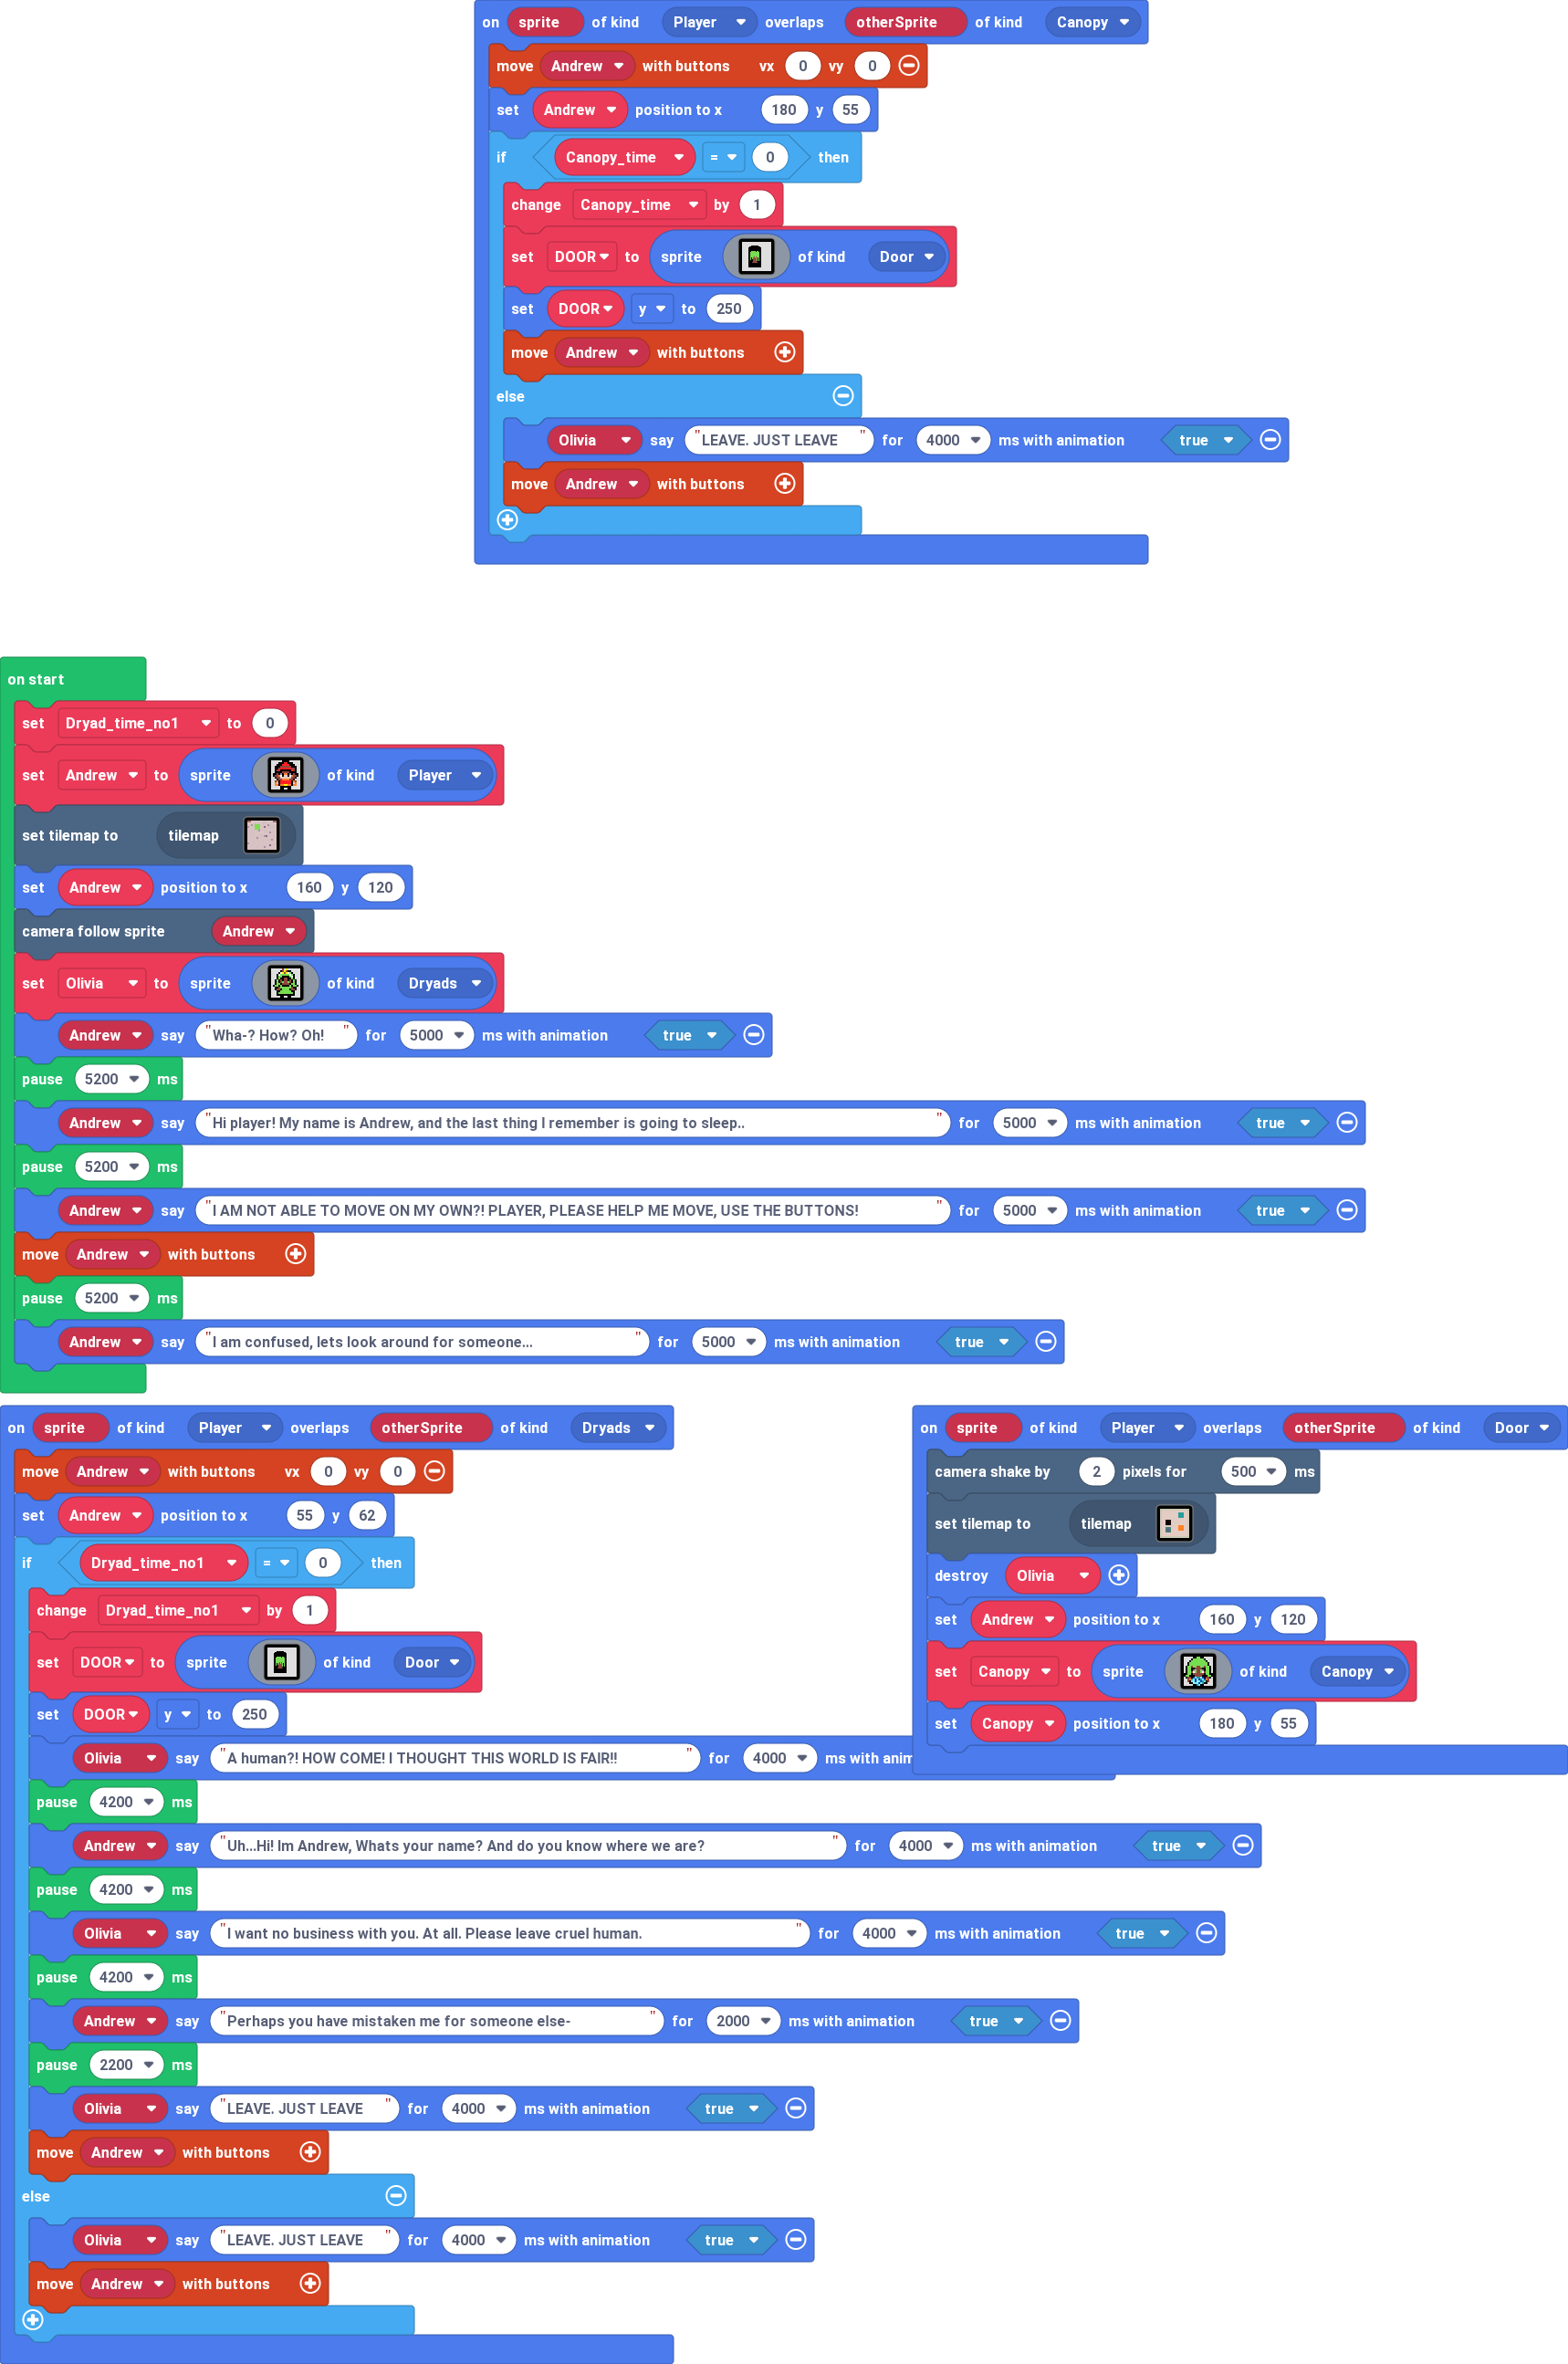 on sprite of kind Player overlaps otherSprite of kind Canopy
move Andrew with buttons vx 0 vy 0
set Andrew position to x 180 y 55
if Canopy_time = 0 then
change Canopy_time by 1
set DOOR to sprite of kind Door
set DOOR y to 250
move Andrew with buttons
else
Olivia say "LEAVE. JUST LEAVE" for 4000 ms with animation true
move Andrew with buttons
on start
set Dryad_time_no1 to 0
set Andrew to sprite of kind Player
set tilemap to tilemap
set Andrew position to x 160 y 120
camera follow sprite Andrew
set Olivia to sprite of kind Dryads
Andrew say "Wha-? How? Oh!" for 5000 ms with animation true
pause 5200 ms
Andrew say "Hi player! My name is Andrew, and the last thing I remember is going to sleep.." for 5000 ms with animation true
pause 5200 ms
Andrew say "I AM NOT ABLE TO MOVE ON MY OWN?! PLAYER, PLEASE HELP ME MOVE, USE THE BUTTONS!" for 5000 ms with animation true
move Andrew with buttons
pause 5200 ms
Andrew say "I am confused, lets look around for someone..." for 5000 ms with animation true
on sprite of kind Player overlaps otherSprite of kind Dryads
move Andrew with buttons vx 0 vy 0
set Andrew position to x 55 y 62
if Dryad_time_no1 = 0 then
change Dryad_time_no1 by 1
set DOOR to sprite of kind Door
set DOOR y to 250
Olivia say "A human?! HOW COME! I THOUGHT THIS WORLD IS FAIR!!" for 4000 ms with
pause 4200 ms
Andrew say "Uh...Hi! Im Andrew, Whats your name? And do you know where we are?" for 4000 ms with animation true
pause 4200 ms
Olivia say "I want no business with you. At all. Please leave cruel human." for 4000 ms with animation true
pause 4200 ms
Andrew say "Perhaps you have mistaken me for someone else-" for 2000 ms with animation true
pause 2200 ms
Olivia say "LEAVE. JUST LEAVE" for 4000 ms with animation true
move Andrew with buttons
else
Olivia say "LEAVE. JUST LEAVE" for 4000 ms with animation true
move Andrew with buttons
on sprite of kind Player overlaps otherSprite of kind Door
camera shake by 2 pixels for 500 ms
set tilemap to tilemap
destroy Olivia
set Andrew position to x 160 y 120
set Canopy to sprite of kind Canopy
set Canopy position to x 180 y 55